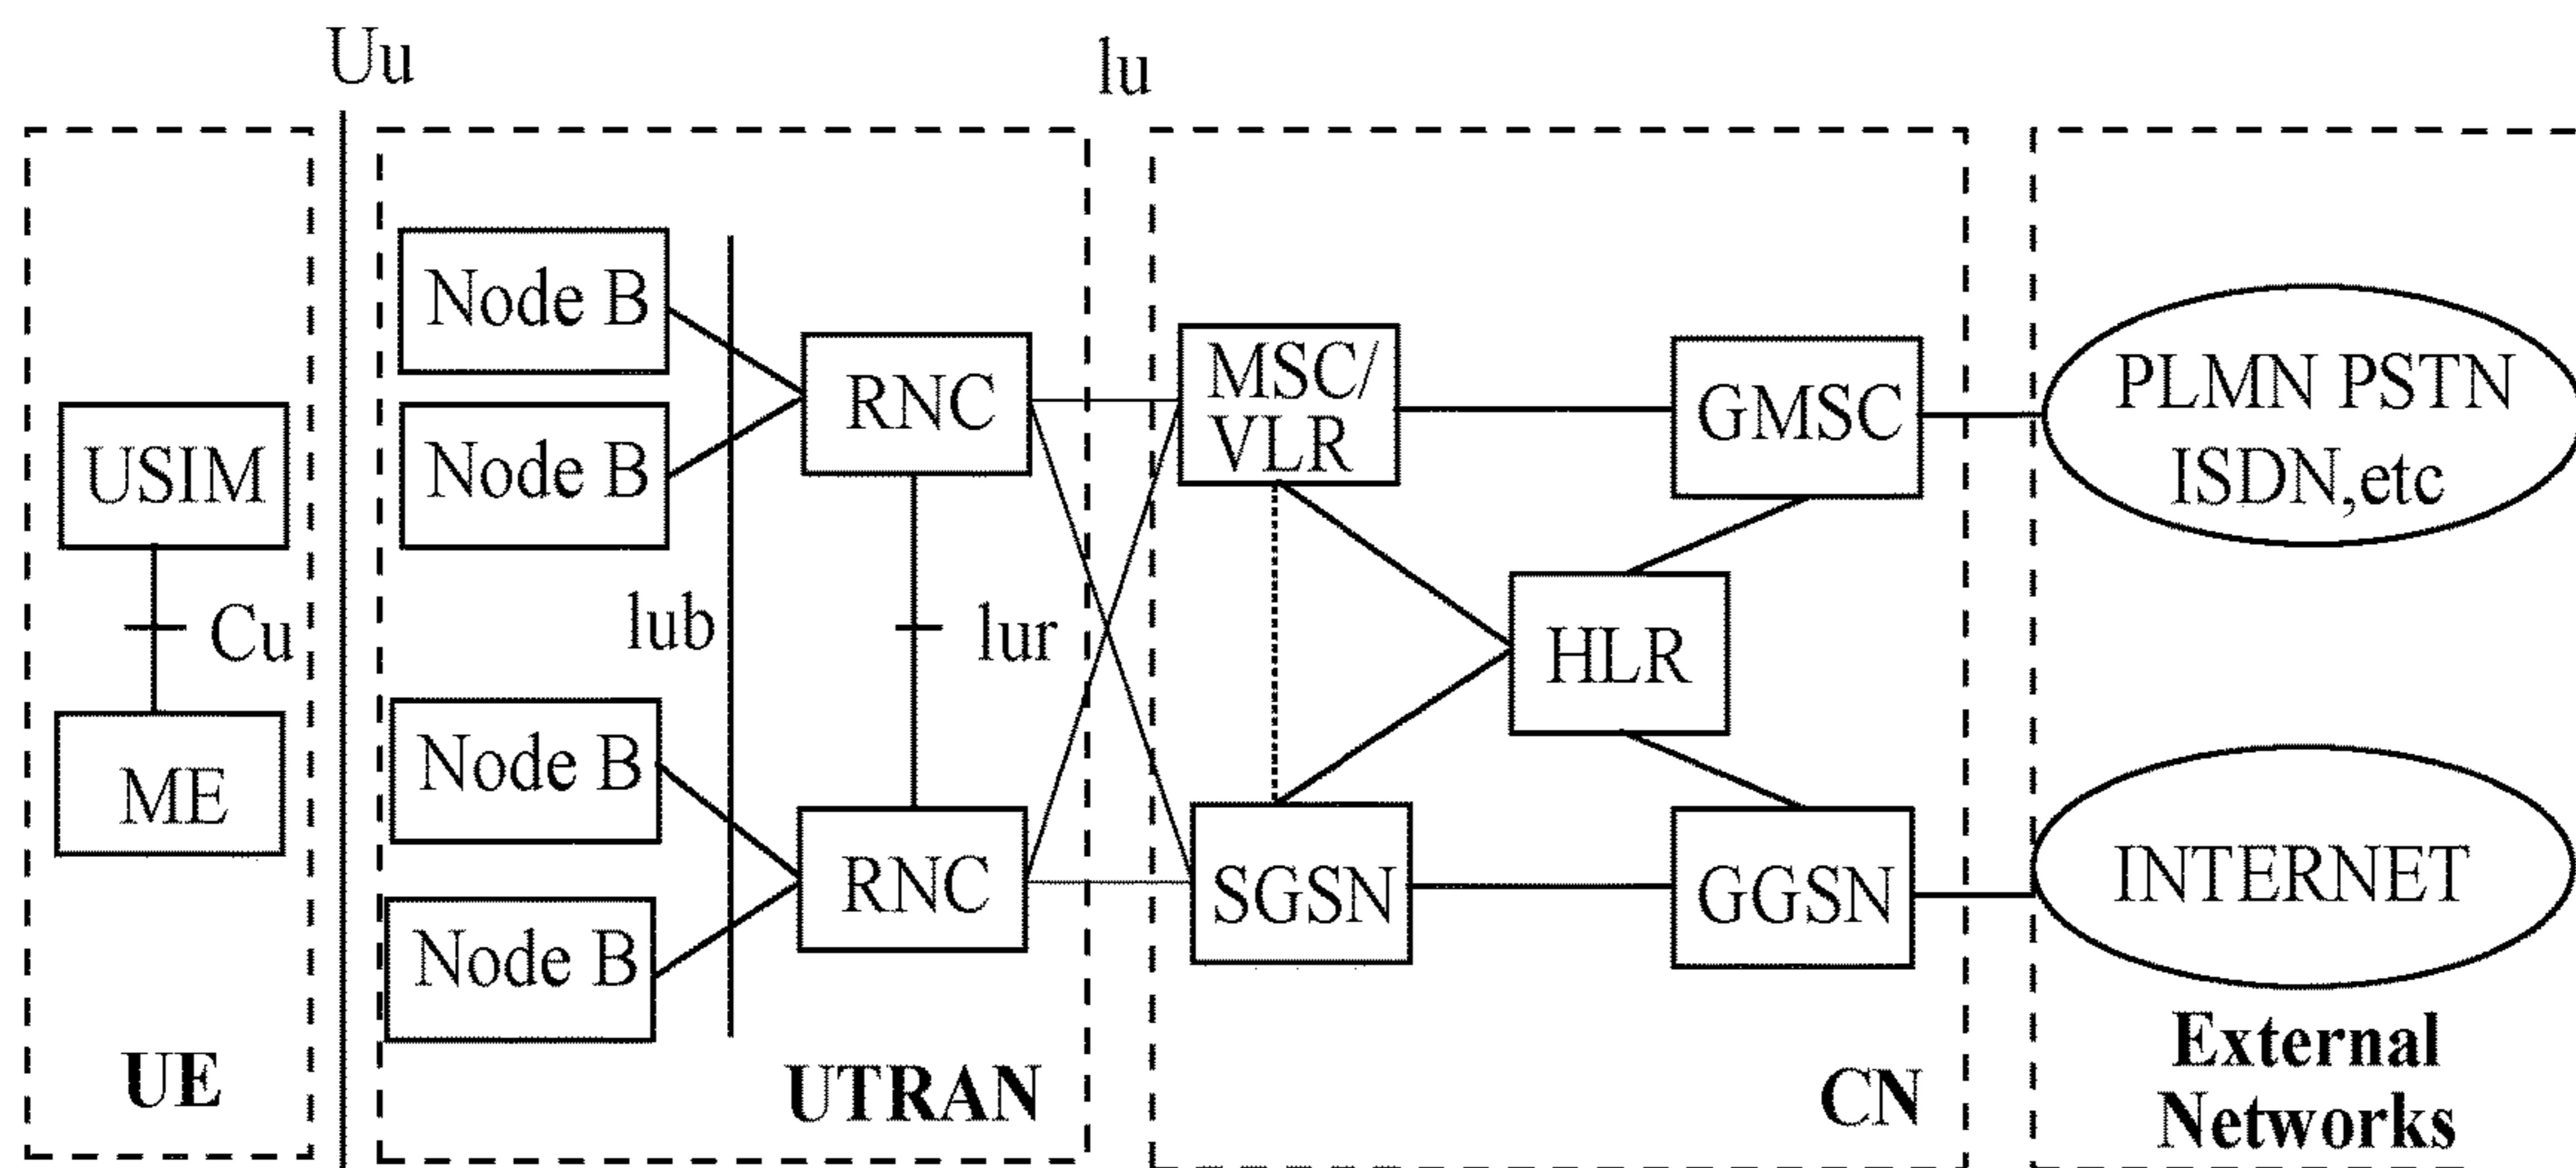 Uu
lu
Node B
Node B
USIM
Cu
ME
UE
RNC
lub
lur
Node B
Node B
RNC
UTRAN
MSC/
VLR
GMSC
HLR
SGSN
GGSN
CN
PLMN PSTN
ISDN,etc
INTERNET
External
Networks